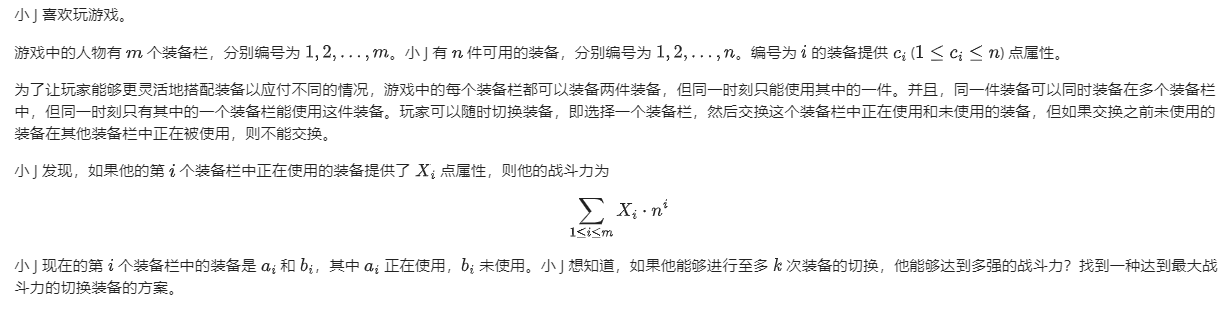 小 J 喜欢玩游戏。
游戏中的人物有 m 个装备栏，分别编号为 1, 2, . . . , m。小 J 有 n 件可用的装备，分别编号为 1, 2, . . . , n。编号为 i 的装备提供 c_i (1 ≤ c_i ≤ n) 点属性。
为了让玩家能够更灵活地搭配装备以应付不同的情况，游戏中的每个装备栏都可以装备两件装备，但同一时刻只能使用其中的一件。并且，同一件装备可以同时装备在多个装备栏
中，但同一时刻只有其中的一个装备栏能使用这件装备。玩家可以随时切换装备，即选择一个装备栏，然后交换这个装备栏中正在使用和未使用的装备，但如果交换之前未使用的
装备在其他装备栏中正在被使用，则不能交换。
小 J 发现，如果他的第 i 个装备栏中正在使用的装备提供了 X_i 点属性，则他的战斗力为
∑_{1≤i≤m} X_i · n^i
小 J 现在的第 i 个装备栏中的装备是 a_i 和 b_i，其中 a_i 正在使用，b_i 未使用。小 J 想知道，如果他能够进行至多 k 次装备的切换，他能够达到多强的战斗力？找到一种达到最大战
斗力的切换装备的方案。